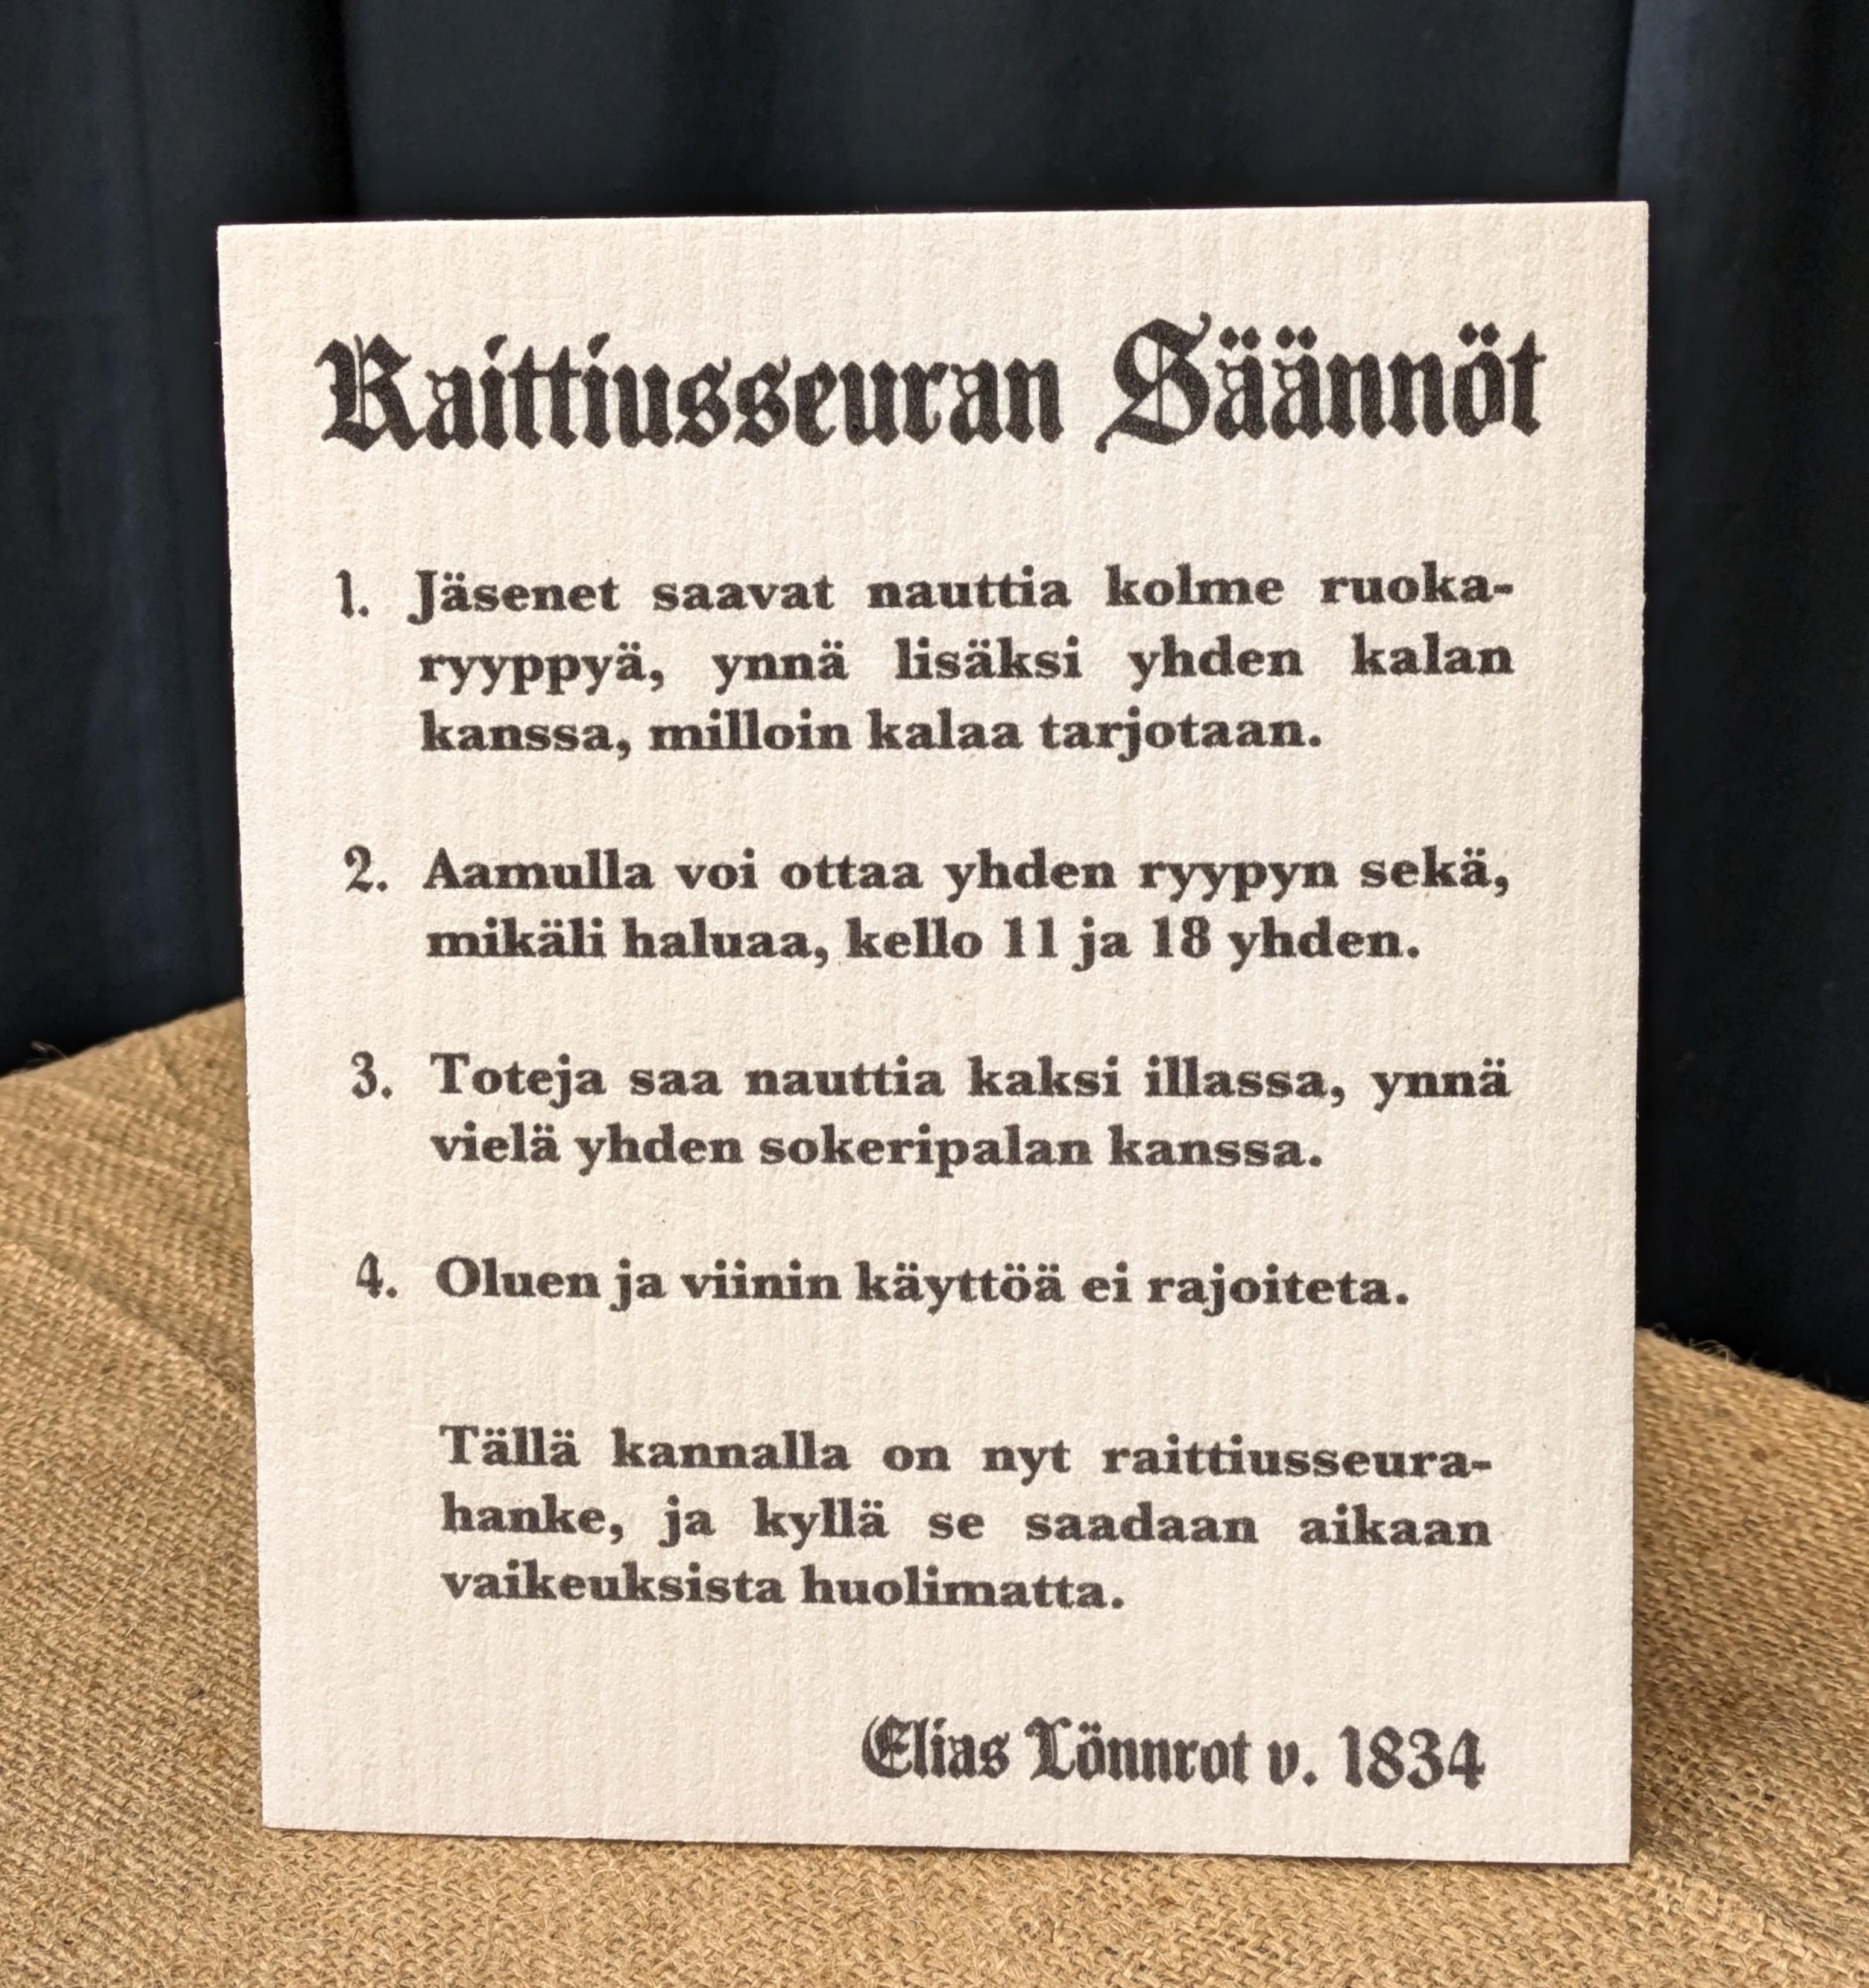 Raittiusseuran Säännöt
1. Jäsenet saavat nauttia kolme ruoka-
ryyppyä, ynnä lisäksi yhden kalan
kanssa, milloin kalaa tarjotaan.
2. Aamulla voi ottaa yhden ryypyn sekä,
mikäli haluaa, kello 11 ja 18 yhden.
3. Toteja saa nauttia kaksi illassa, ynnä
vielä yhden sokeripalan kanssa.
4. Oluen ja viinin käyttöä ei rajoiteta.
Tällä kannalla on nyt raittiusseura-
hanke, ja kyllä se saadaan aikaan
vaikeuksista huolimatta.
Elias Lönnrot v. 1834